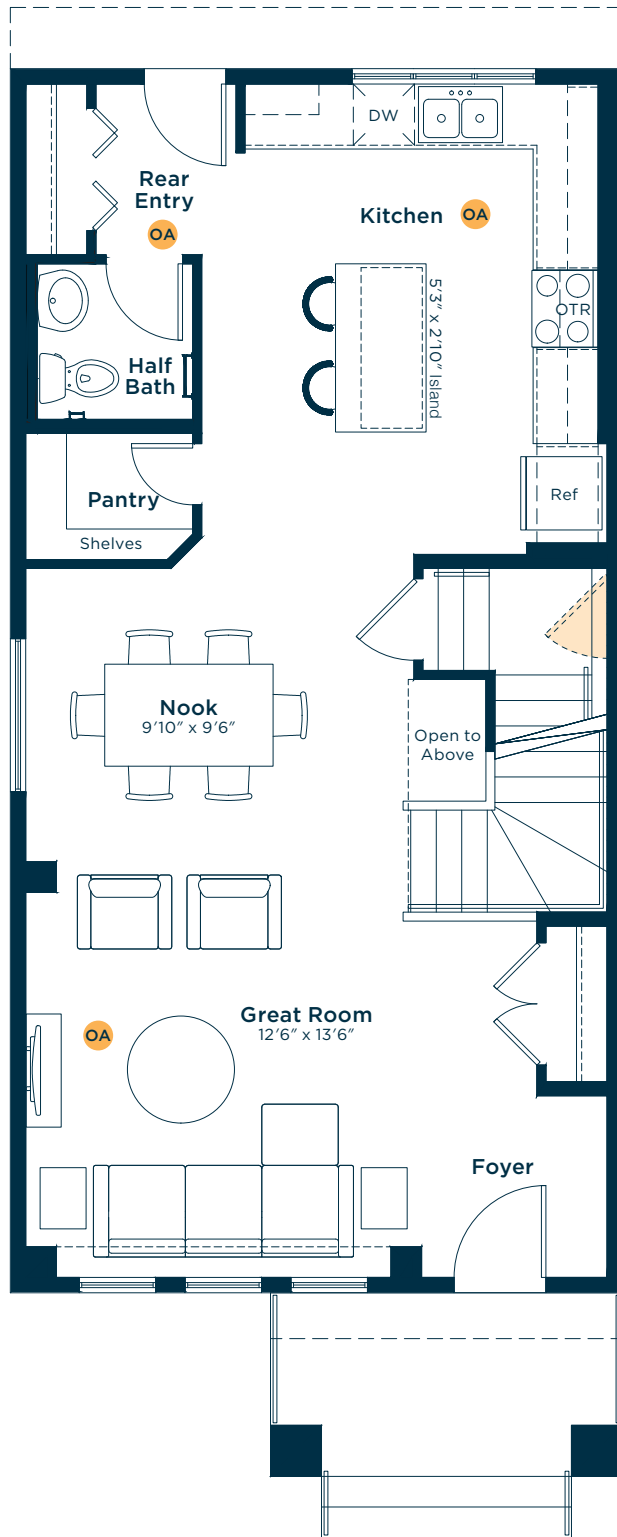 DW
Rear
Entry
OA
Kitchen
OA
5'3" x 2'10" Island
OTR
Half
Bath
Pantry
Shelves
Ref
Nook
9'10" x 9'6"
Open to
Above
OA
Great Room
12'6" x 13'6"
Foyer